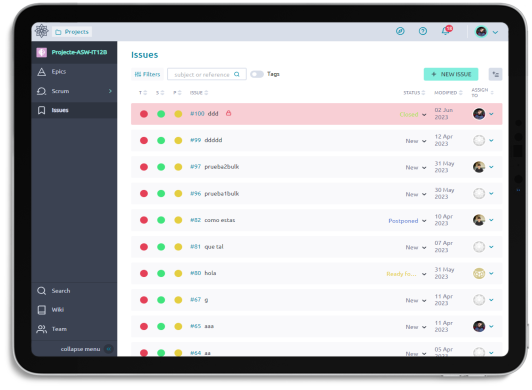 Projects
16
Projecte-ASW-IT12B
Epics
Scrum
Issues
Search
Wiki
Team
collapse menu
Issues
Filters
subject or reference
Tags
+ NEW ISSUE
T S P ISSUE STATUS MODIFIED ASSIGN TO
#100 ddd Closed 02 Jun 2023
#99 ddddd New 12 Apr 2023
#97 prueba2bulk New 31 May 2023
#96 prueba1bulk New 30 May 2023
#82 como estas Postponed 10 Apr 2023
#81 que tal New 07 Apr 2023
#80 hola Ready Fo... 31 May 2023
#67 g New 11 Apr 2023
#65 aaa New 11 Apr 2023
#64 aa New 05 Apr 2023